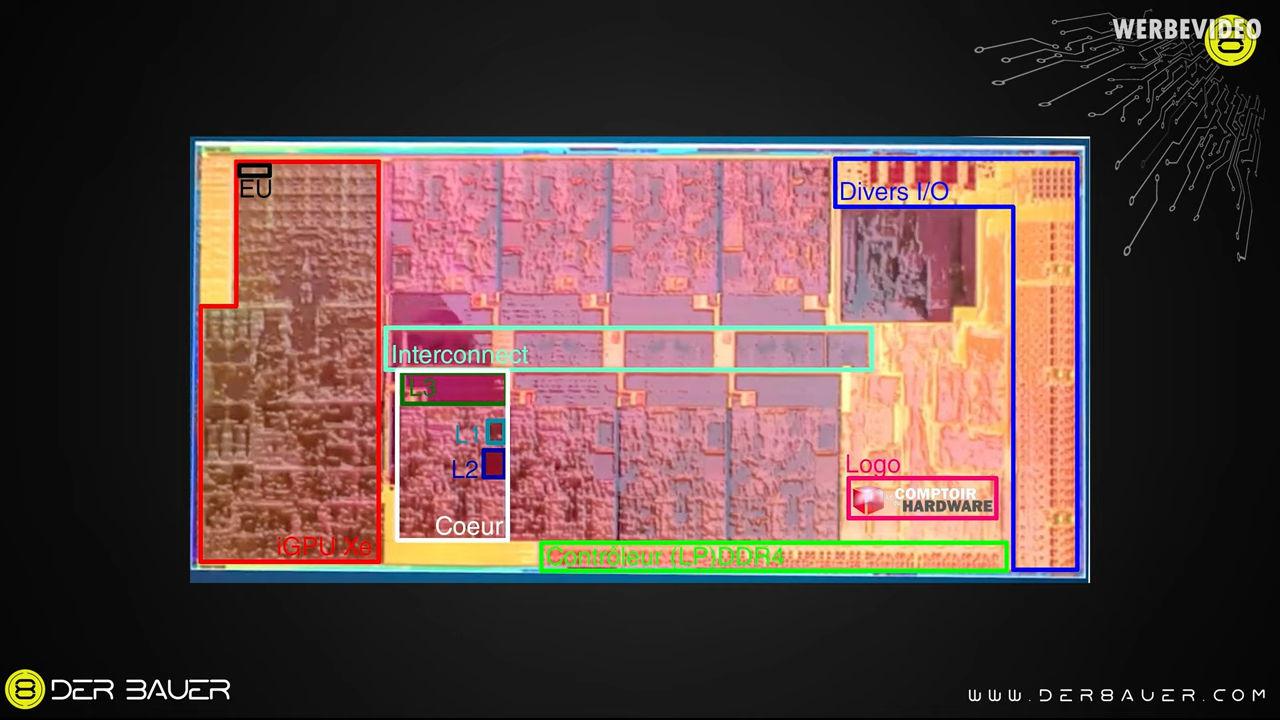 WERBEVIDEO
EU
Divers I/O
Interconnect
L3
L1
L2
Logo
COMPTOIR
HARDWARE
Coeur
iGPU Xe
Contrôleur (LP)DDR4
DER BAUER
WWW.DER8AUER.COM